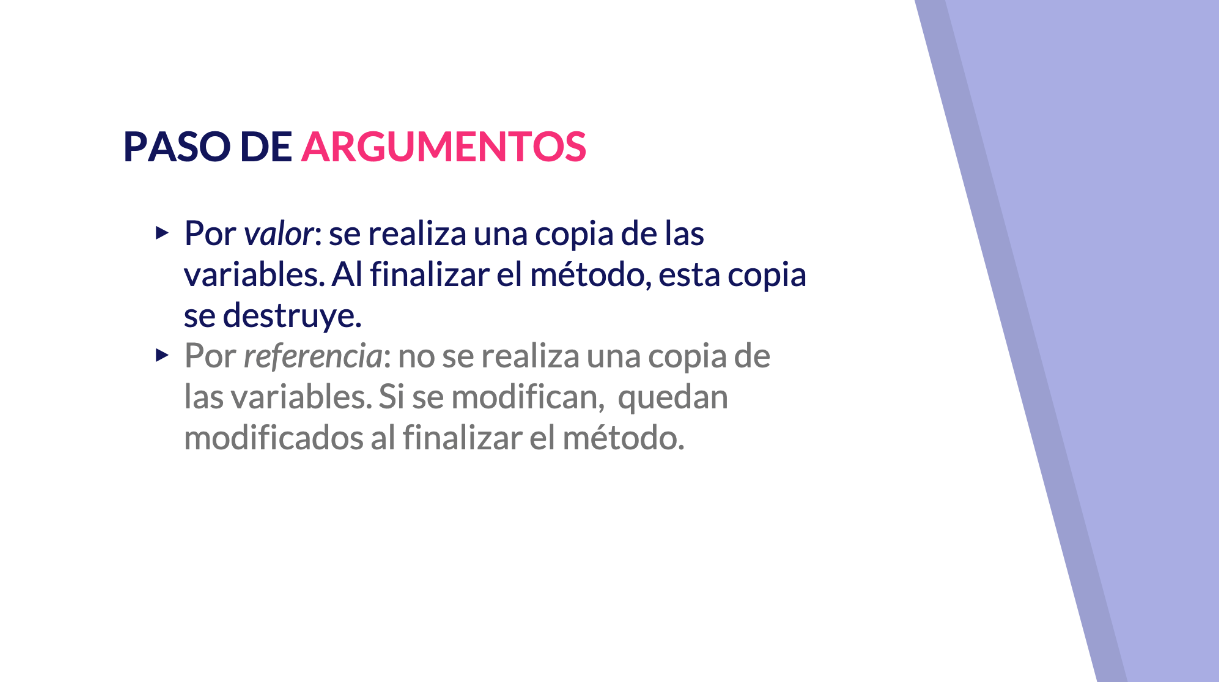 PASO DE ARGUMENTOS
▸ Por valor: se realiza una copia de las
variables. Al finalizar el método, esta copia
se destruye.
▸ Por referencia: no se realiza una copia de
las variables. Si se modifican,  quedan
modificados al finalizar el método.